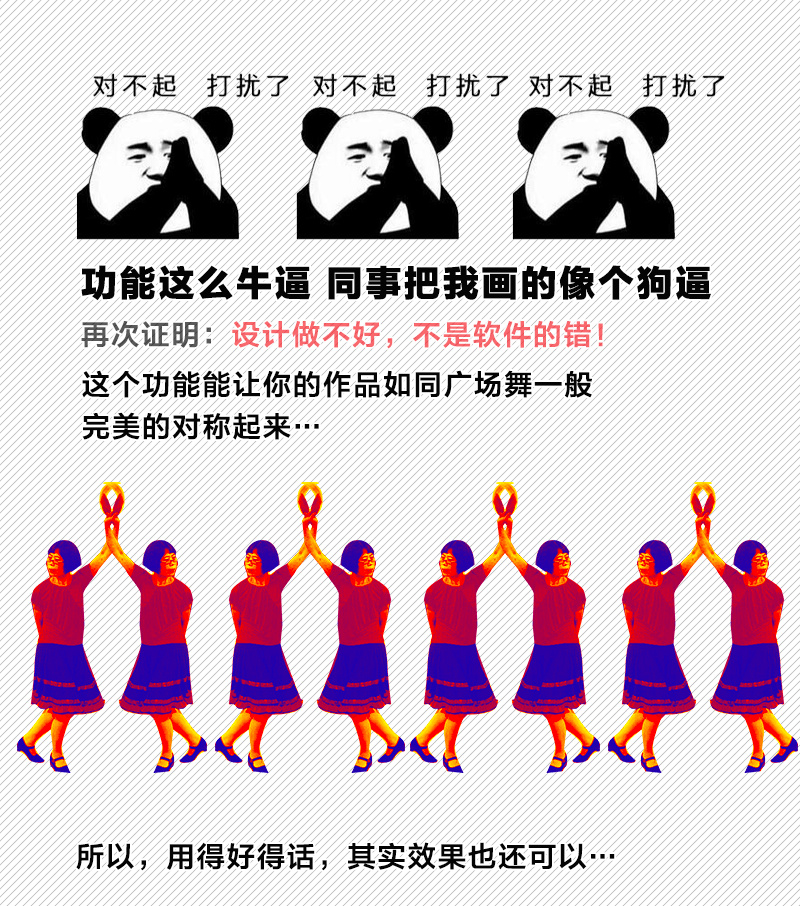 对不起 打扰了 对不起 打扰了 对不起 打扰了
功能这么牛逼 同事把我画的像个狗逼
再次证明：设计做不好，不是软件的错！
这个功能能让你的作品如同广场舞一般
完美的对称起来…
所以，用得好得话，其实效果也还可以…